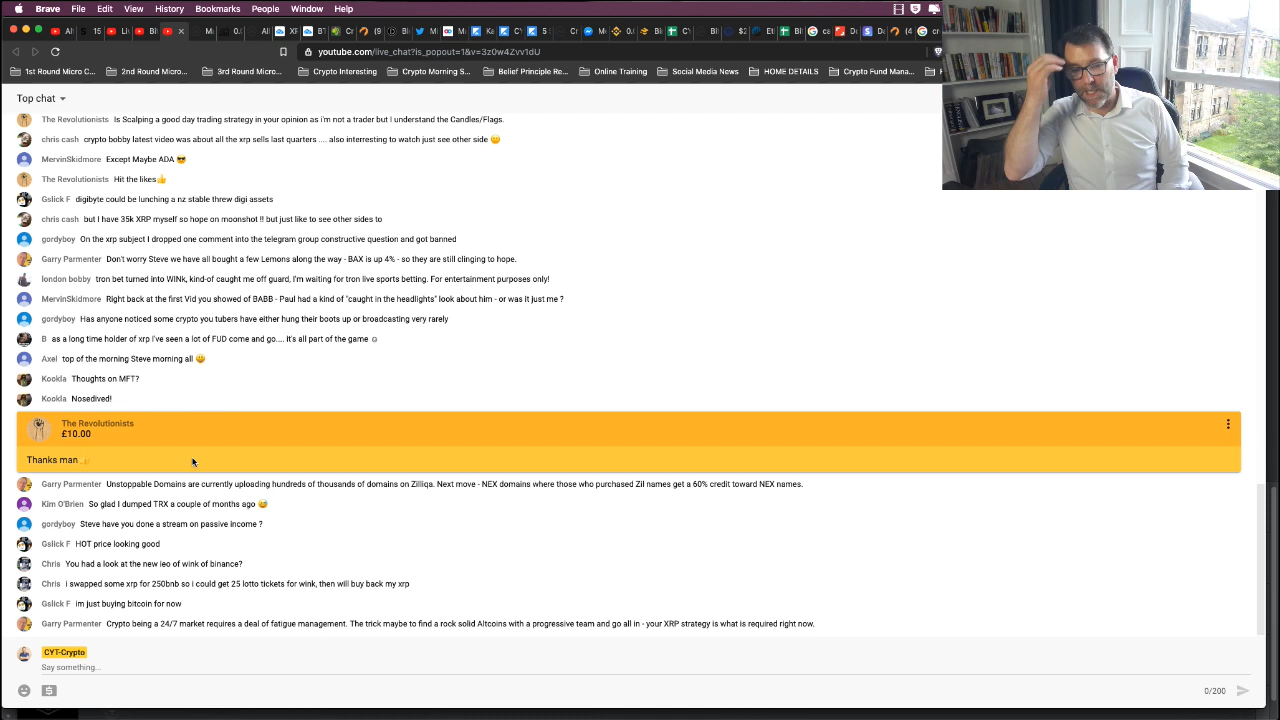 Brave File Edit View History Bookmarks People Window Help
youtube.com/live_chat?is_popout=1&v=3z0w4Zvv1dU
1st Round Micro C... 2nd Round Micro... 3rd Round Micro... Crypto Interesting Crypto Morning S... Belief Principle Re... Online Training Social Media News HOME DETAILS Crypto Fund Mana...
Top chat
The Revolutionists Is Scalping a good day trading strategy in your opinion as i'm not a trader but I understand the Candles/Flags.
chris cash crypto bobby latest video was about all the xrp sells last quarters .... also interresting to watch just see other side 🙂
MervinSkidmore Except Maybe ADA 😎
The Revolutionists Hit the likes👍
Gslick F digibyte could be lunching a nz stable threw digi assets
chris cash but I have 35k XRP myself so hope on moonshot !! but just like to see other sides to
gordyboy On the xrp subject I dropped one comment into the telegram group constructive question and got banned
Garry Parmenter Don't worry Steve we have all bought a few Lemons along the way - BAX is up 4% - so they are still clinging to hope.
london bobby tron bet turned into WINk, kind-of caught me off guard, I'm waiting for tron live sports betting. For entertainment purposes only!
MervinSkidmore Right back at the first Vid you showed of BABB - Paul had a kind of "caught in the headlights" look about him - or was it just me ?
gordyboy Has anyone noticed some crypto you tubers have either hung their boots up or broadcasting very rarely
B as a long time holder of xrp I've seen a lot of FUD come and go.... it's all part of the game ☺
Axel top of the morning Steve morning all 😀
Kookla Thoughts on MFT?
Kookla Nosedived!
The Revolutionists
£10.00
Thanks man 👍
Garry Parmenter Unstoppable Domains are currently uploading hundreds of thousands of domains on Zilliqa. Next move - NEX domains where those who purchased Zil names get a 60% credit toward NEX names.
Kim O'Brien So glad I dumped TRX a couple of months ago 😅
gordyboy Steve have you done a stream on passive income ?
Gslick F HOT price looking good
Chris You had a look at the new ieo of wink of binance?
Chris i swapped some xrp for 250bnb so i could get 25 lotto tickets for wink, then will buy back my xrp
Gslick F im just buying bitcoin for now
Garry Parmenter Crypto being a 24/7 market requires a deal of fatigue management. The trick maybe to find a rock solid Altcoins with a progressive team and go all in - your XRP strategy is what is required right now.
CYT-Crypto
Say something...
0/200